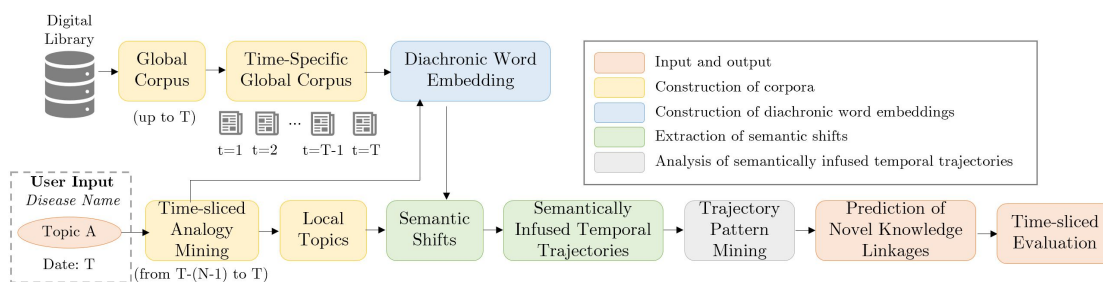 Digital
Library
Global
Corpus
(up to T)
Time-Specific
Global Corpus
t=1 t=2 ... t=T-1 t=T
Diachronic Word
Embedding
Input and output
Construction of corpora
Construction of diachronic word embeddings
Extraction of semantic shifts
Analysis of semantically infused temporal trajectories
User Input
Disease Name
Topic A
Date: T
Time-sliced
Analogy
Mining
(from T-(N-1) to T)
Local
Topics
Semantic
Shifts
Semantically
Infused Temporal
Trajectories
Trajectory
Pattern
Mining
Prediction of
Novel Knowledge
Linkages
Time-sliced
Evaluation